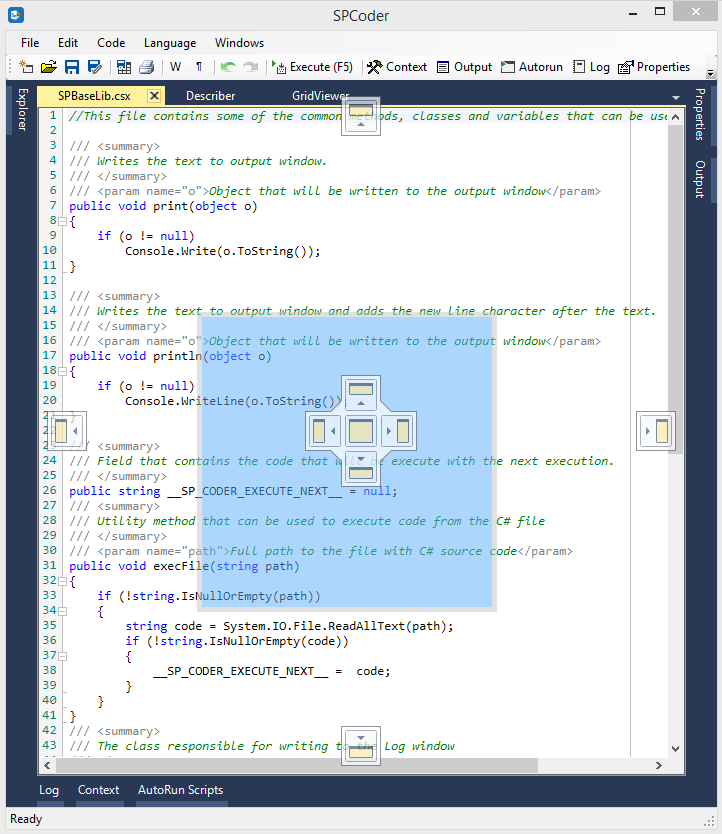 SPCoder
File Edit Code Language Windows
W ¶ Execute (F5) Context Output Autorun Log Properties
Explorer
SPBaseLib.csx Describer GridViewer
Properties
Output
1 //This file contains some of the common methods, classes and variables that can be use
2
3 /// <summary>
4 /// Writes the text to output window.
5 /// </summary>
6 /// <param name="o">Object that will be written to the output window</param>
7 public void print(object o)
8 {
9 if (o != null)
10 Console.Write(o.ToString());
11 }
12
13 /// <summary>
14 /// Writes the text to output window and adds the new line character after the text.
15 /// </summary>
16 /// <param name="o">Object that will be written to the output window</param>
17 public void println(object o)
18 {
19 if (o != null)
20 Console.WriteLine(o.ToString());
21 }
22
23 /// <summary>
24 /// Field that contains the code that will be execute with the next execution.
25 /// </summary>
26 public string __SP_CODER_EXECUTE_NEXT__ = null;
27 /// <summary>
28 /// Utility method that can be used to execute code from the C# file
29 /// </summary>
30 /// <param name="path">Full path to the file with C# source code</param>
31 public void execFile(string path)
32 {
33 if (!string.IsNullOrEmpty(path))
34 {
35 string code = System.IO.File.ReadAllText(path);
36 if (!string.IsNullOrEmpty(code))
37 {
38 __SP_CODER_EXECUTE_NEXT__ = code;
39 }
40 }
41 }
42 /// <summary>
43 /// The class responsible for writing to the Log window
Log Context AutoRun Scripts
Ready